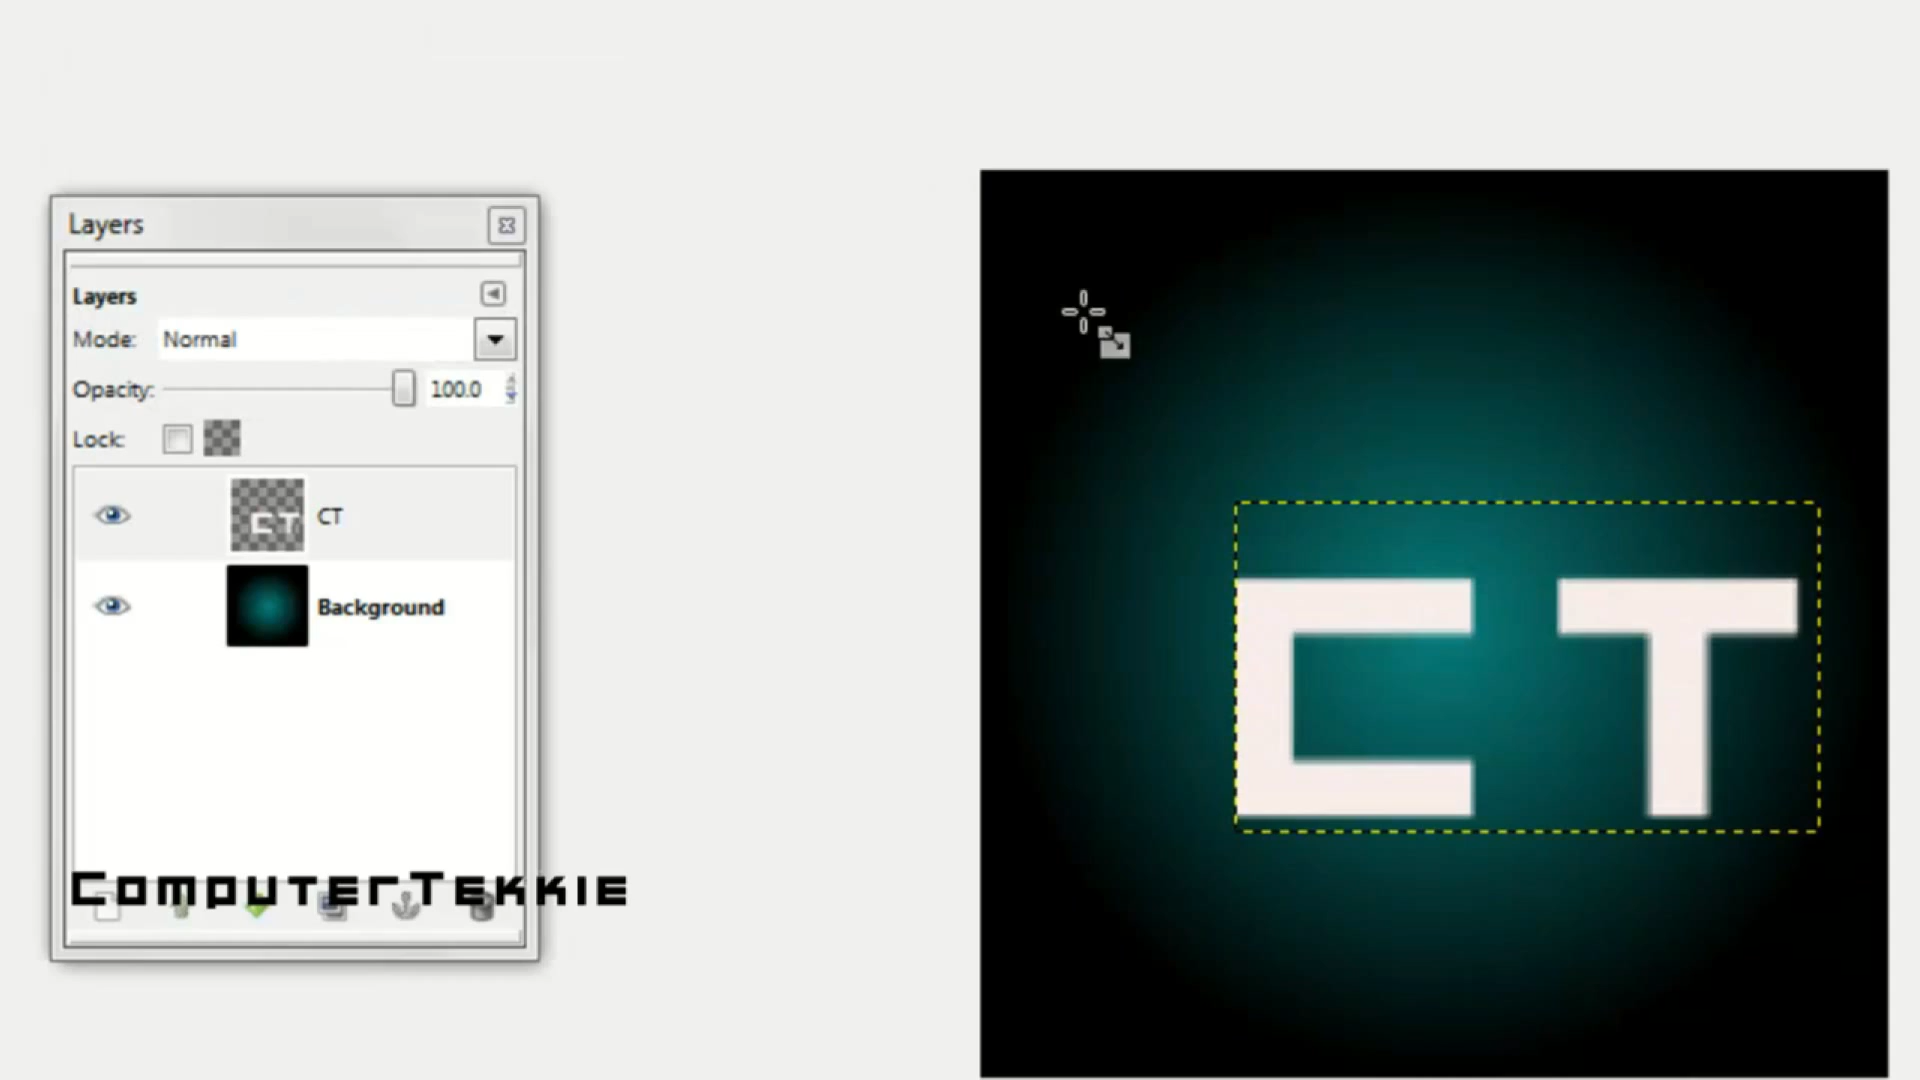 Layers
Layers
Mode: Normal
Opacity: 100.0
Lock:
CT
Background
ComputerTekkie
CT